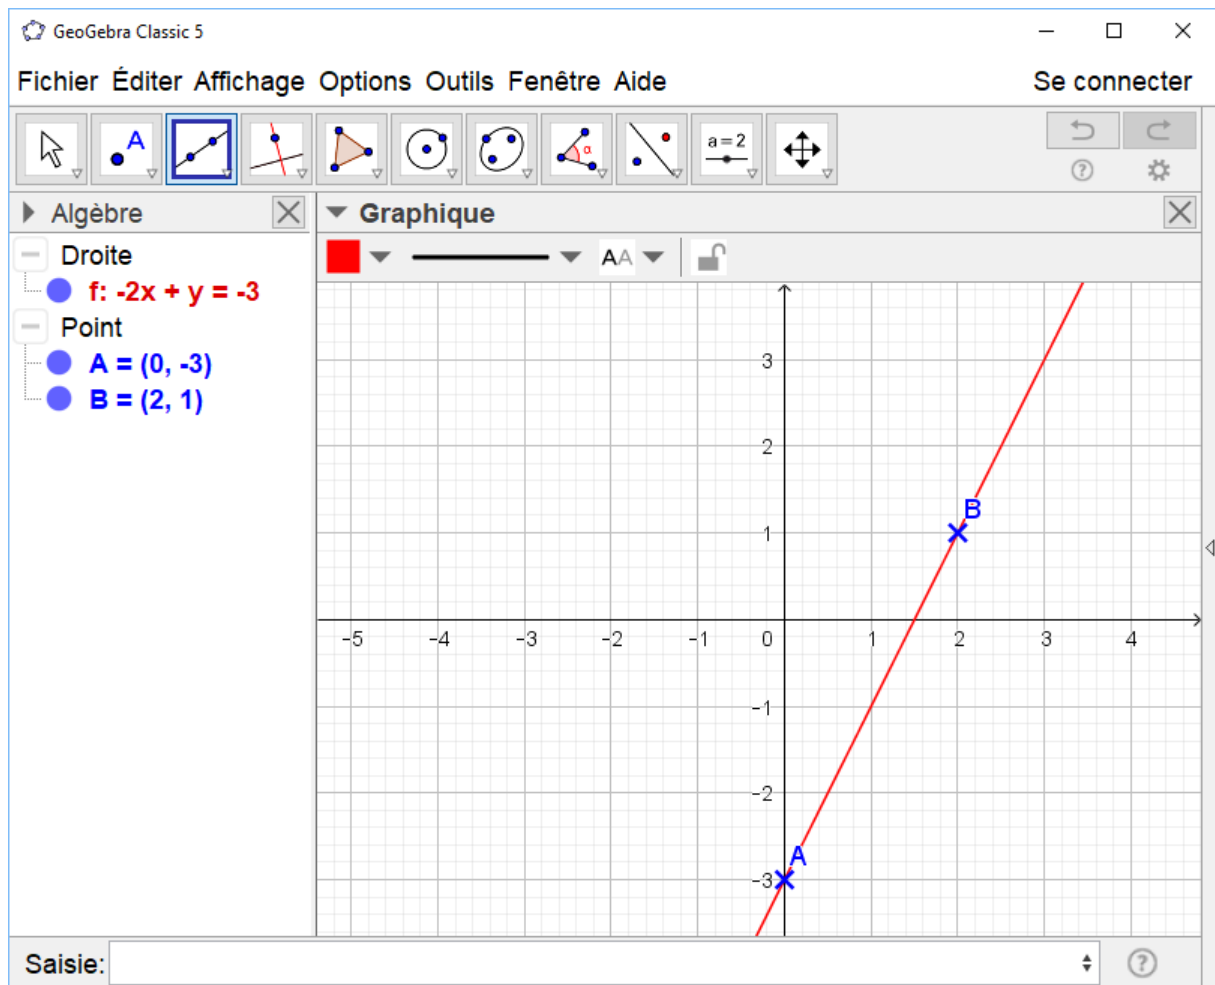 GeoGebra Classic 5
Fichier Éditer Affichage Options Outils Fenêtre Aide Se connecter
A α a = 2
Algèbre Graphique
Droite AA
f: -2x + y = -3
Point
A = (0, -3)
B = (2, 1)
3
2
B
1
-5 -4 -3 -2 -1 0 1 2 3 4
-1
-2
A
-3
Saisie: